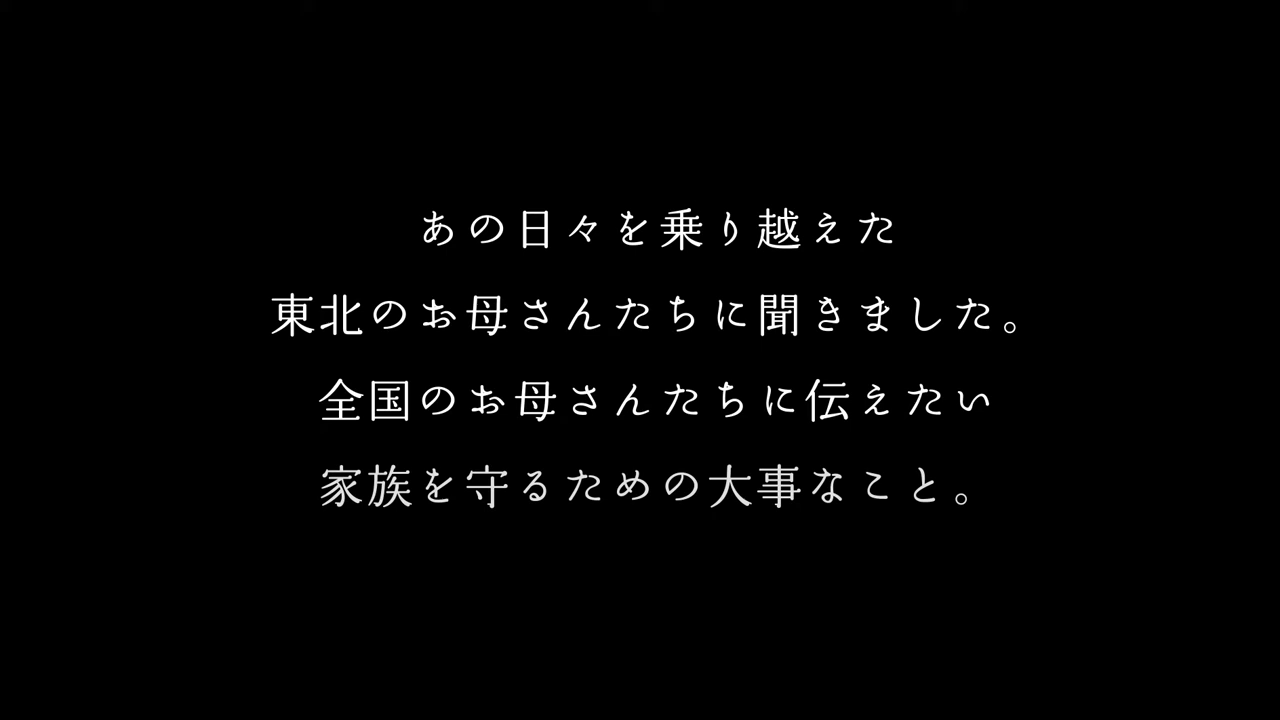 あの日々を乗り越えた
東北のお母さんたちに聞きました。
全国のお母さんたちに伝えたい
家族を守るための大事なこと。